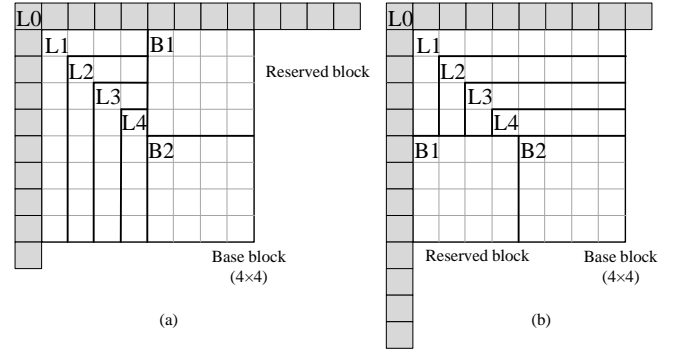 L0
L1
B1
L2
L3
L4
B2
Reserved block
Base block
(4×4)
(a)
L0
L1
L2
L3
L4
B1
B2
Reserved block
Base block
(4×4)
(b)